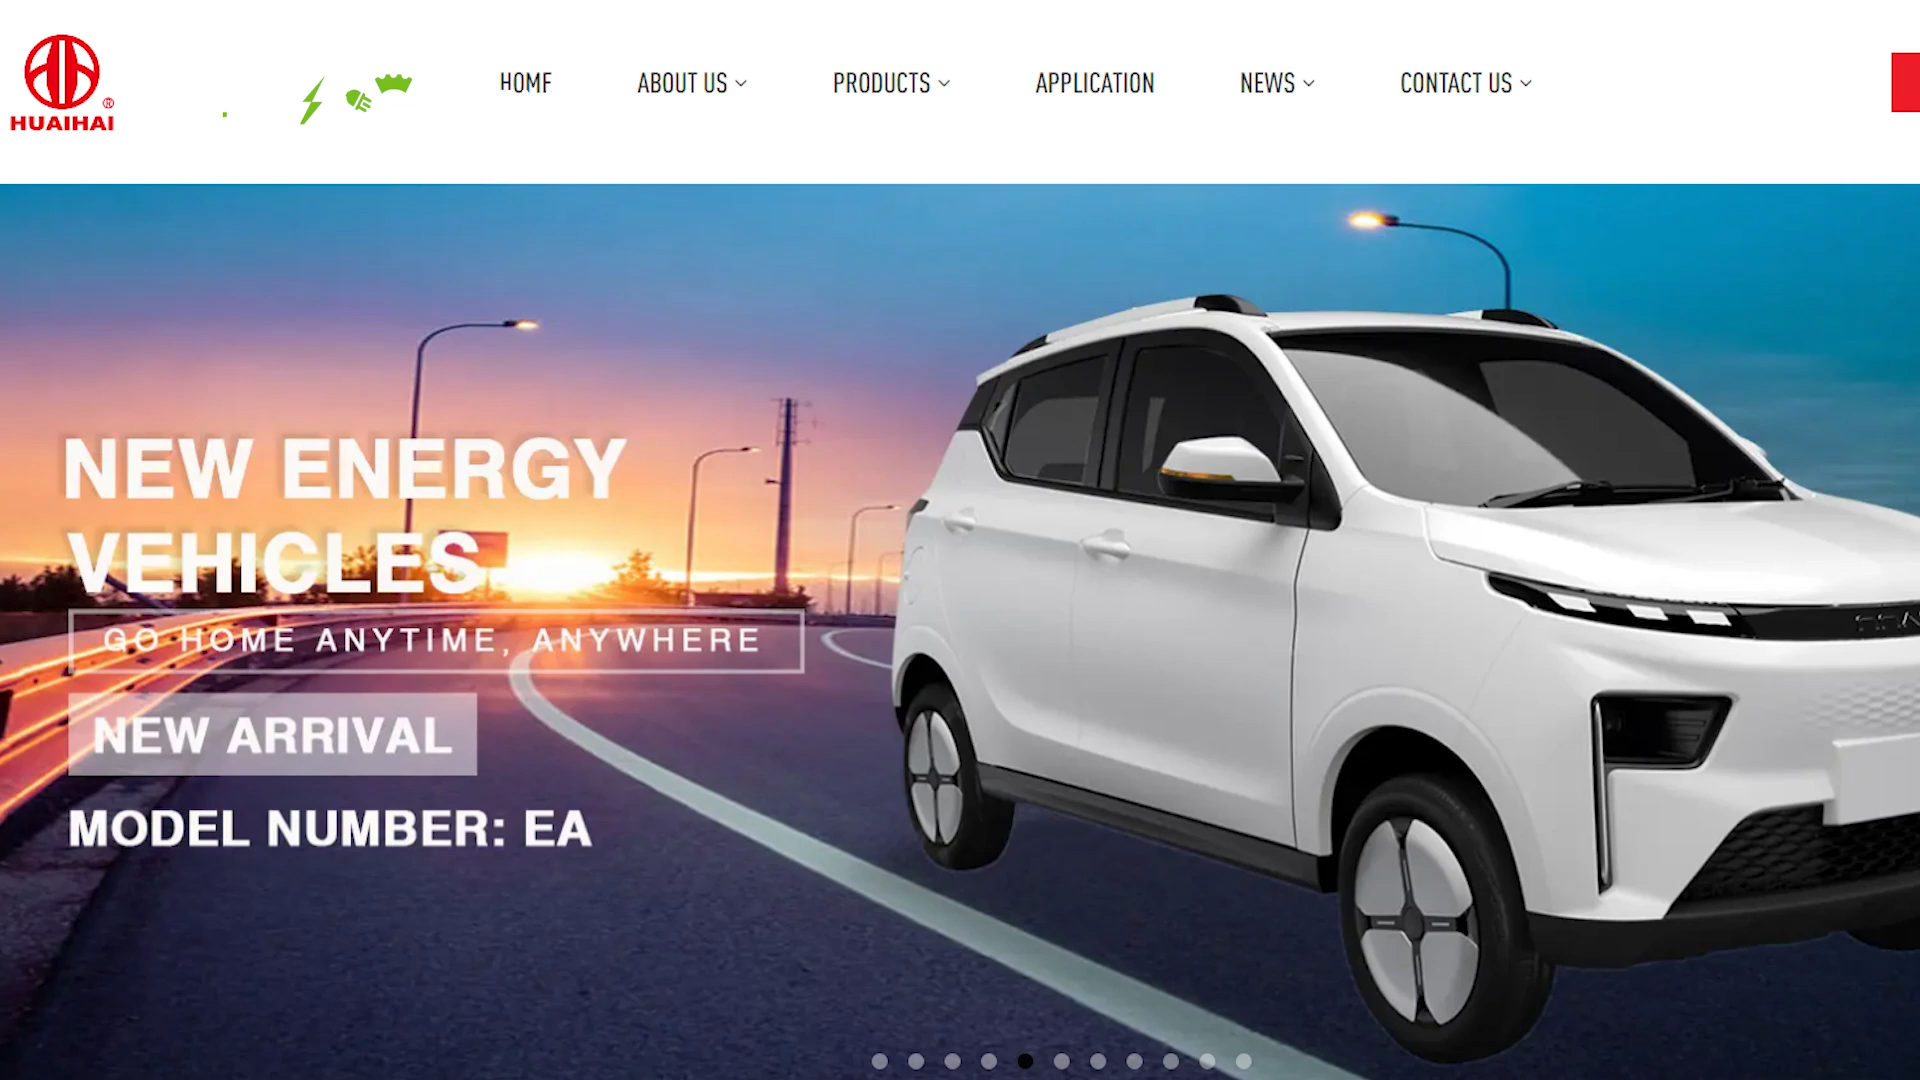 HUAIHAI
®
HOME
ABOUT US
PRODUCTS
APPLICATION
NEWS
CONTACT US
NEW ENERGY
VEHICLES
GO HOME ANYTIME, ANYWHERE
NEW ARRIVAL
MODEL NUMBER: EA